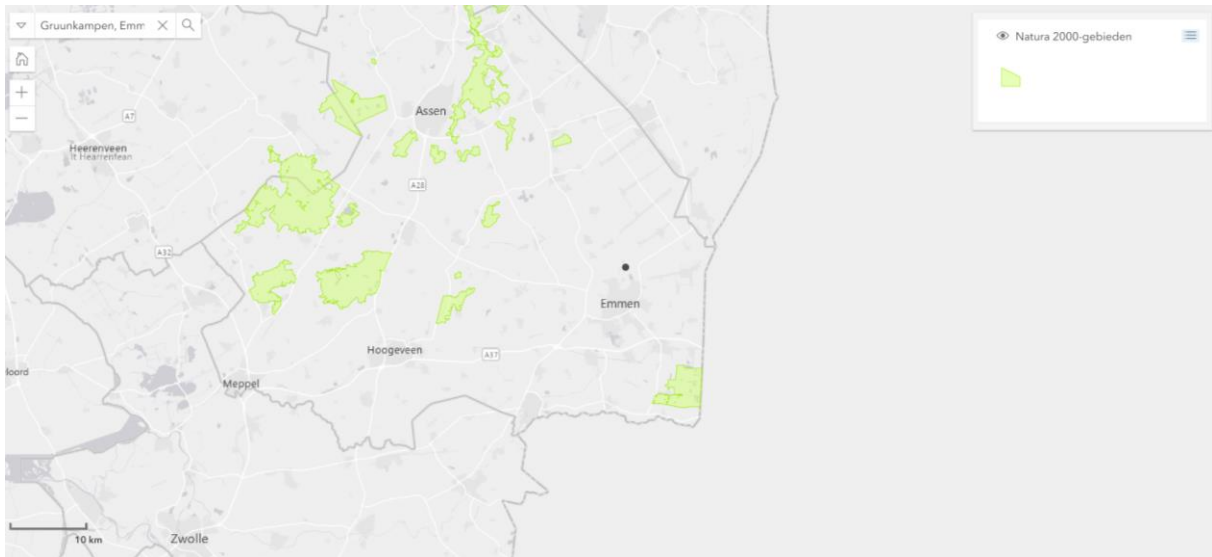 Gruunkampen, Emm
Natura 2000-gebieden
Assen
A7
Heerenveen
It Hearrenfean
A28
A32
Emmen
Hoogeveen
A37
Meppel
10 km
Zwolle